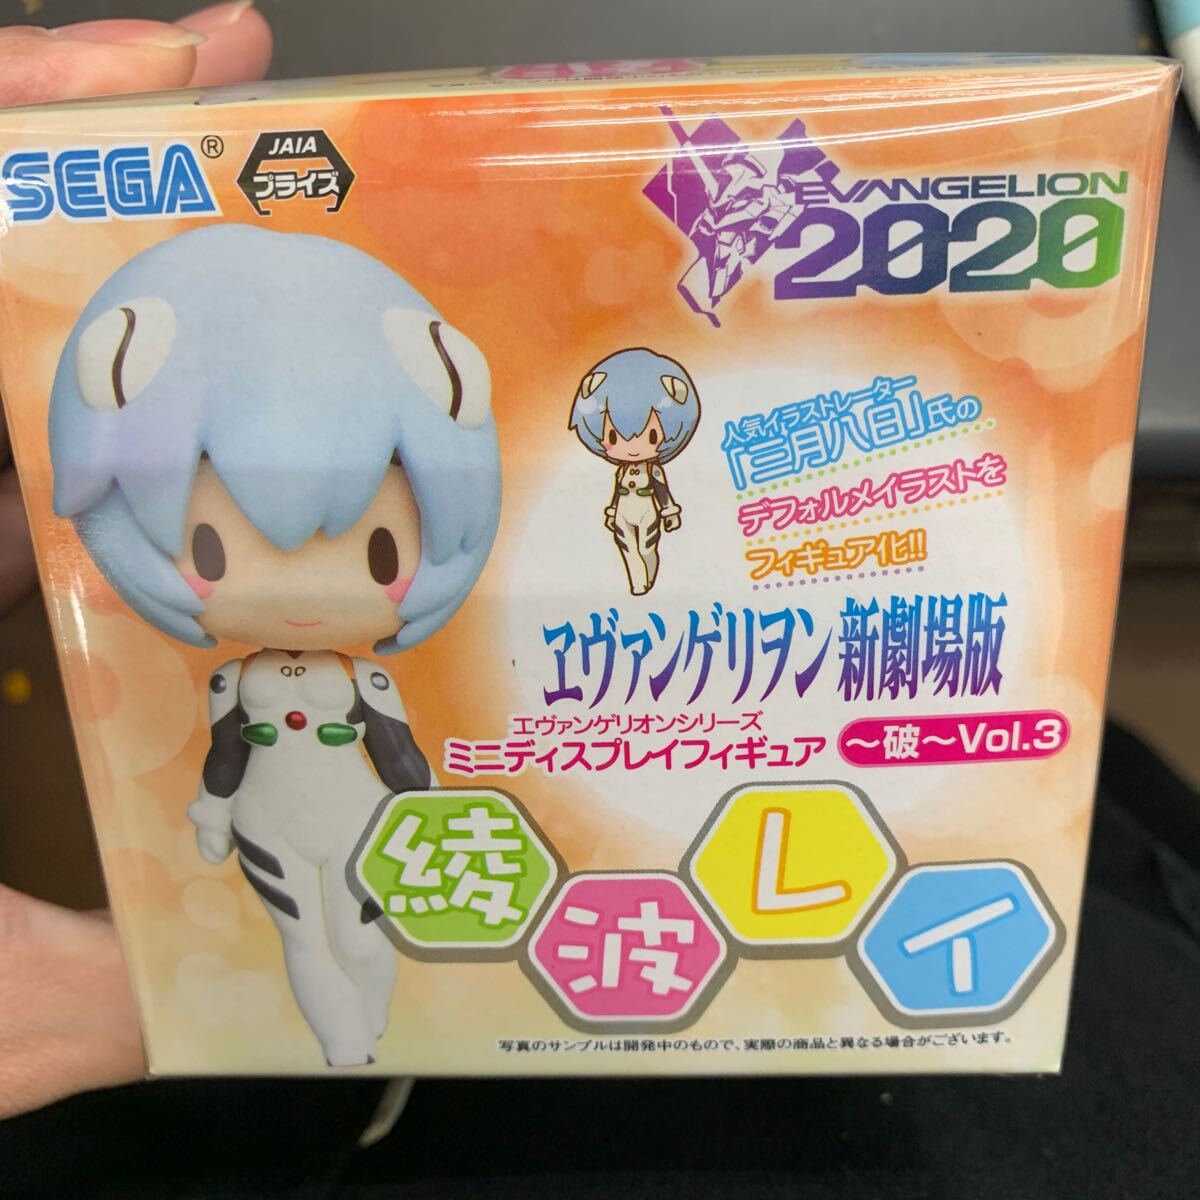 SEGA®
JAIA
プライズ
EVANGELION
2020
人気イラストレーター
「三月八日」氏の
デフォルメイラストを
フィギュア化!!
ヱヴァンゲリヲン 新劇場版
エヴァンゲリオンシリーズ
ミニディスプレイフィギュア
～破～Vol.3
綾波レイ
写真のサンプルは開発中のもので、実際の商品と異なる場合がございます。